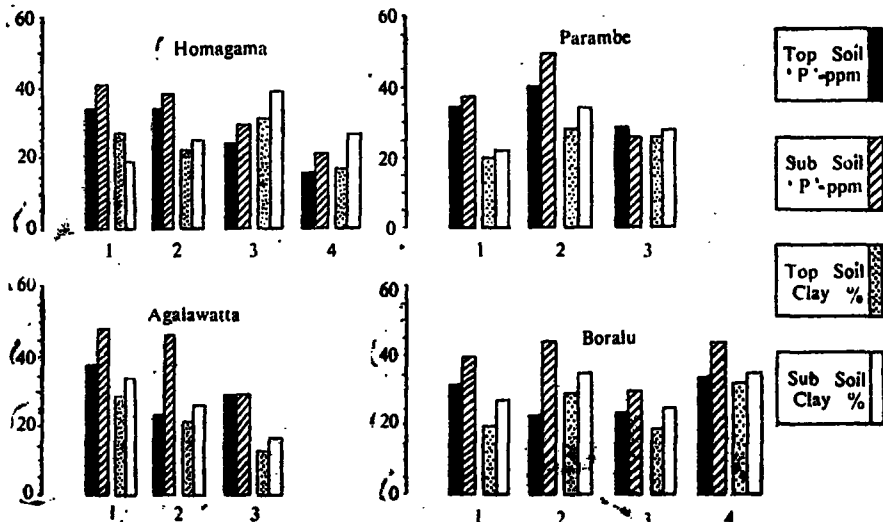 60
40
20
0
Homagama
1 2 3 4
60
40
20
0
Parambe
1 2 3
Top Soil
'P'-ppm
Sub Soil
'P'-ppm
Top Soil
Clay %
Sub Soil
Clay %
60
40
20
0
Agalawatta
1 2 3
60
40
20
0
Boralu
1 2 3 4